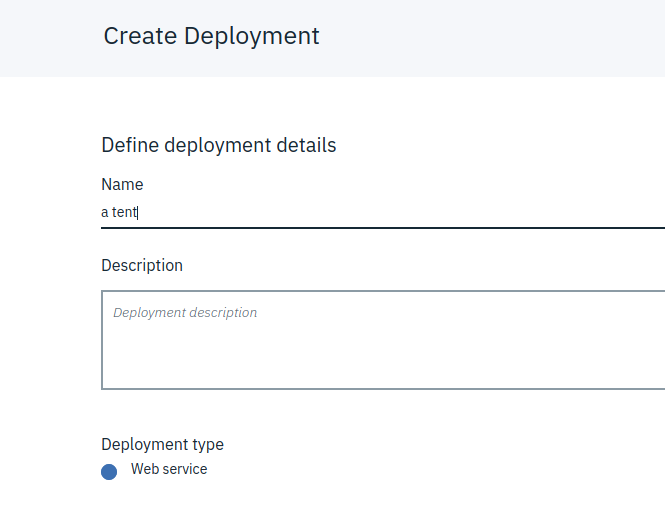 Create Deployment
Define deployment details
Name
a tent
Description
Deployment description
Deployment type
Web service